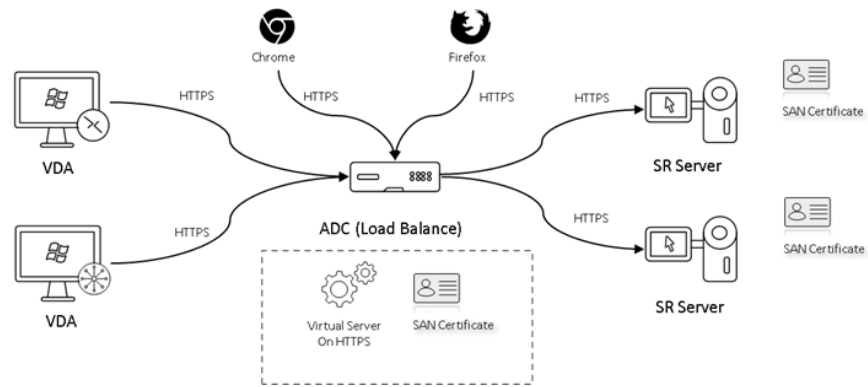 Chrome
Firefox
HTTPS
HTTPS
HTTPS
HTTPS
SAN Certificate
VDA
SR Server
HTTPS
ADC (Load Balance)
HTTPS
SAN Certificate
VDA
SR Server
Virtual Server
On HTTPS
SAN Certificate